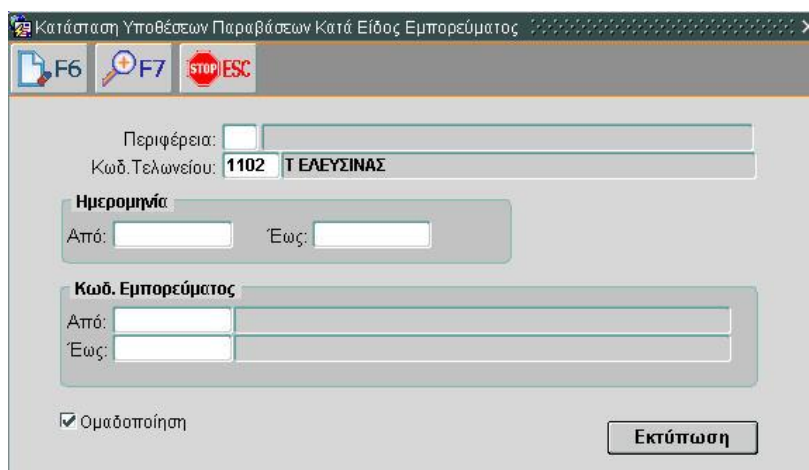 Κατάσταση Υποθέσεων Παραβάσεων Κατά Είδος Εμπορεύματος
F6 F7 STOP ESC
Περιφέρεια:
Κωδ.Τελωνείου: 1102 Τ ΕΛΕΥΣΙΝΑΣ
Ημερομηνία
Από: Έως:
Κωδ. Εμπορεύματος
Από:
Έως:
Ομαδοποίηση
Εκτύπωση